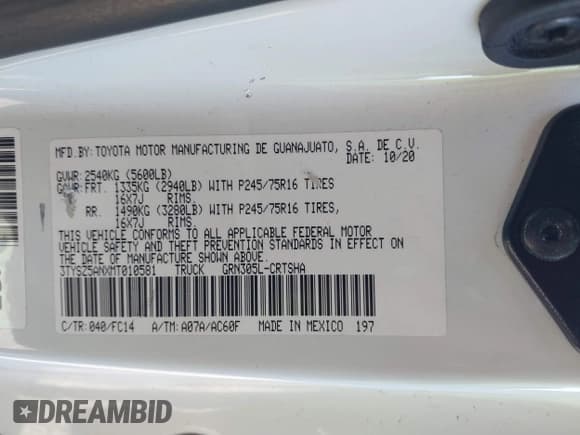 MFD.BY: TOYOTA MOTOR MANUFACTURING DE GUANAJUATO, S.A. DE C.V.
DATE: 10/20
GVWR: 2540KG (5600LB)
GAWR: FRT. 1335KG (2940LB) WITH P245/75R16 TIRES
16X7J RIMS,
RR. 1490KG (3280LB) WITH P245/75R16 TIRES,
16X7J RIMS
THIS VEHICLE CONFORMS TO ALL APPLICABLE FEDERAL MOTOR
VEHICLE SAFETY AND THEFT PREVENTION STANDARDS IN EFFECT ON
THE DATE OF MANUFACTURE SHOWN ABOVE.
3TYSZ5ANXMT010581 TRUCK GRN305L-CRTSHA
C/TR: 040/FC14 A/TM: A07A/AC60F MADE IN MEXICO 197
DREAMBID